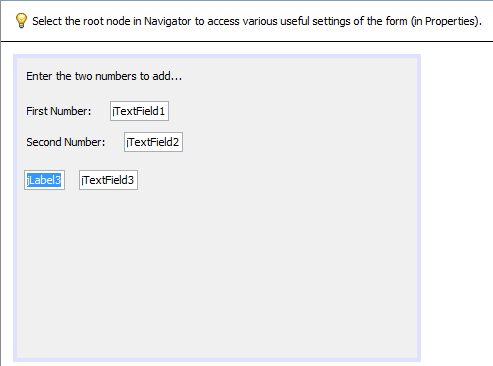 Select the root node in Navigator to access various useful settings of the form (in Properties).
Enter the two numbers to add...
First Number: jTextField1
Second Number: jTextField2
jLabel3 jTextField3